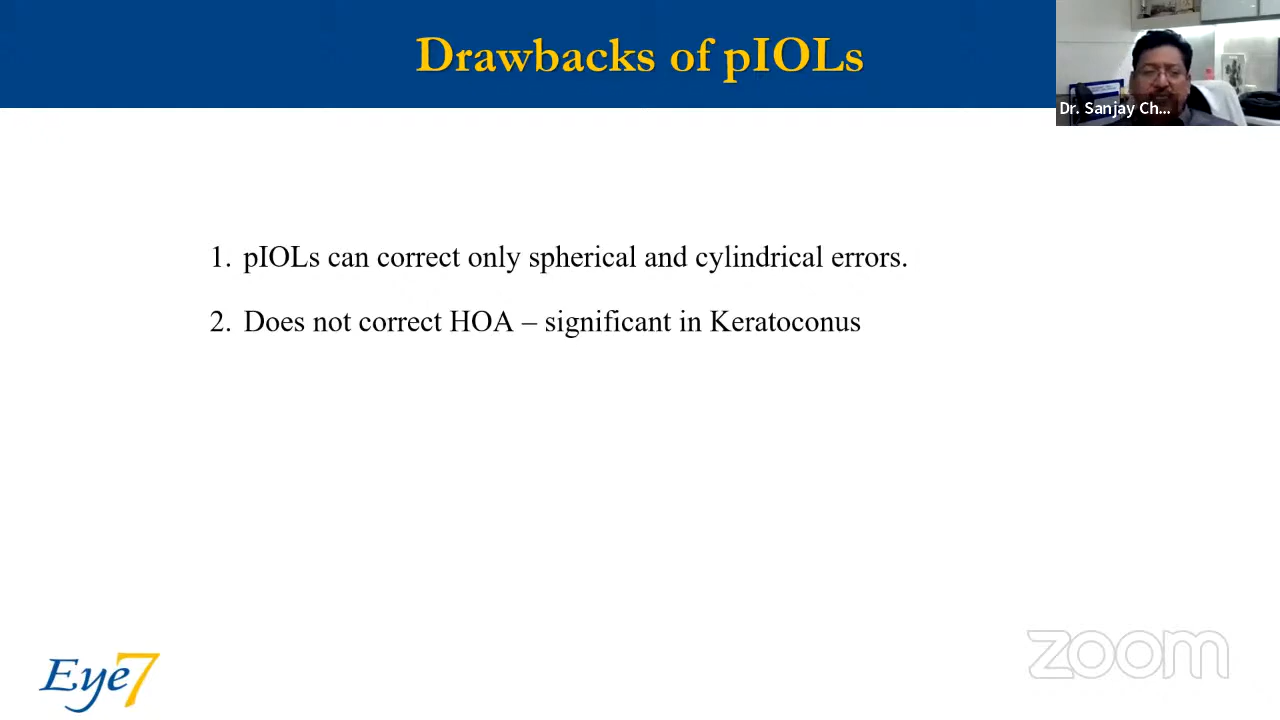 Drawbacks of pIOLs
Dr. Sanjay Ch...
1. pIOLs can correct only spherical and cylindrical errors.
2. Does not correct HOA – significant in Keratoconus
Eye7
zoom